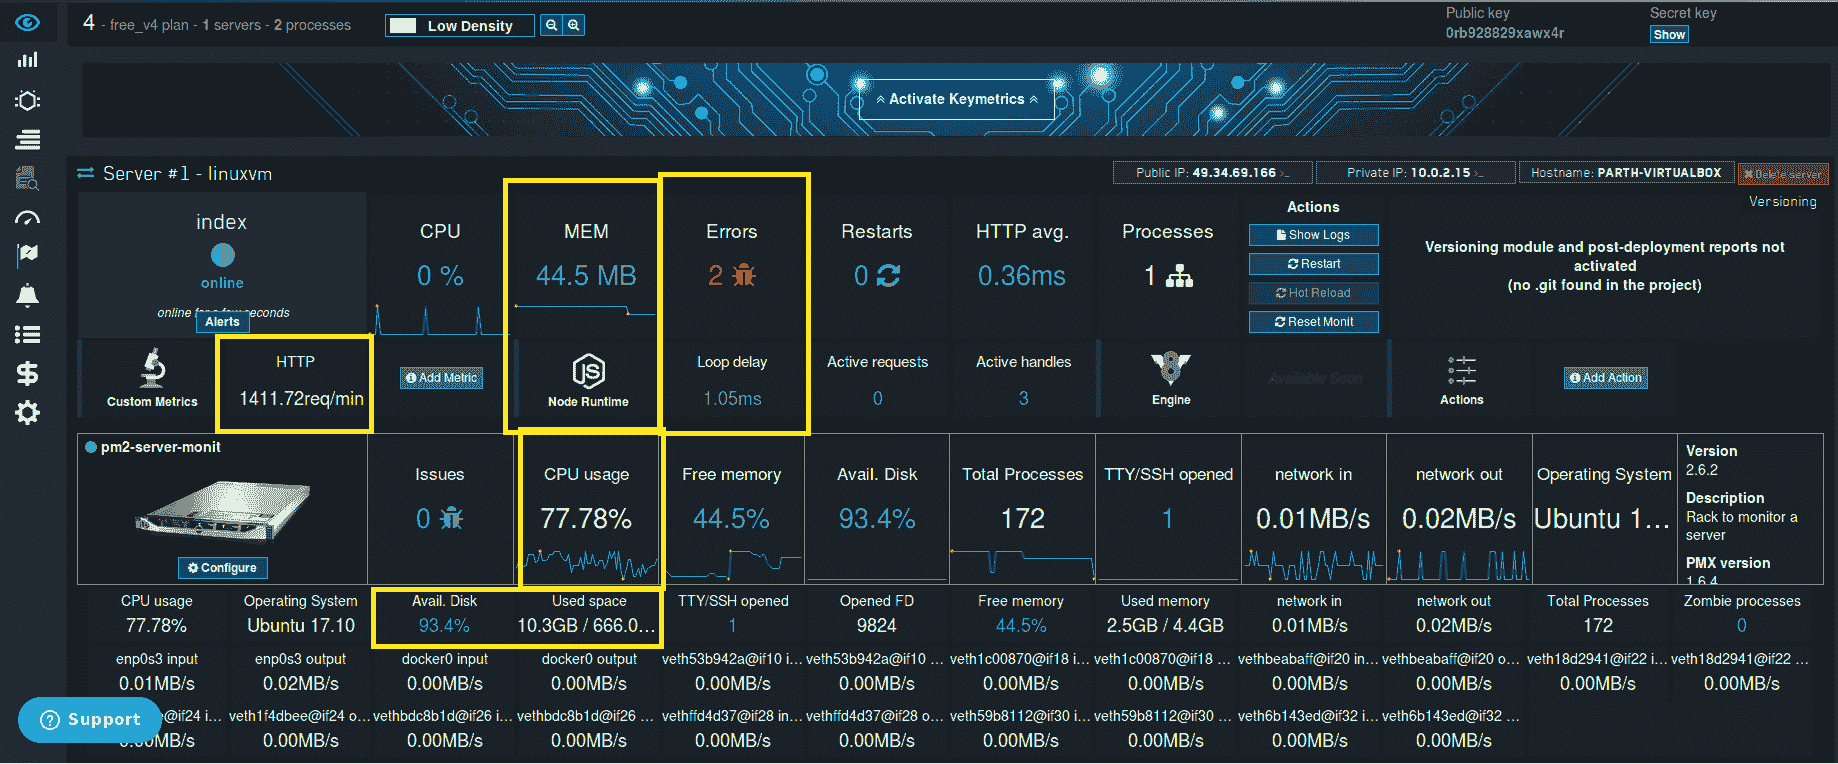 4 - free_v4 plan - 1 servers - 2 processes
Low Density
Public key
0rb928829xawx4r
Secret key
Show
Activate Keymetrics
Server #1 - linuxvm
Public IP: 49.34.69.166 >_
Private IP: 10.0.2.15 >_
Hostname: PARTH-VIRTUALBOX
Delete server
index
online
online for a few seconds
Alerts
CPU
0 %
MEM
44.5 MB
Errors
2
Restarts
0
HTTP avg.
0.36ms
Processes
1
Actions
Show Logs
Restart
Hot Reload
Reset Monit
Versioning
Versioning module and post-deployment reports not
activated
(no .git found in the project)
Custom Metrics
HTTP
1411.72req/min
Add Metric
JS
Node Runtime
Loop delay
1.05ms
Active requests
0
Active handles
3
Engine
Available Soon
Actions
Add Action
pm2-server-monit
Configure
Issues
0
CPU usage
77.78%
Free memory
44.5%
Avail. Disk
93.4%
Total Processes
172
TTY/SSH opened
1
network in
0.01MB/s
network out
0.02MB/s
Operating System
Ubuntu 1...
Version
2.6.2
Description
Rack to monitor a
server
PMX version
1.6.4
CPU usage Operating System Avail. Disk Used space TTY/SSH opened Opened FD Free memory Used memory network in network out Total Processes Zombie processes
77.78% Ubuntu 17.10 93.4% 10.3GB / 666.0... 1 9824 44.5% 2.5GB / 4.4GB 0.01MB/s 0.02MB/s 172 0
enp0s3 input enp0s3 output docker0 input docker0 output veth53b942a@if10 i... veth53b942a@if10 ... veth1c00870@if18 i... veth1c00870@if18 ... vethbeabaff@if20 in... vethbeabaff@if20 o... veth18d2941@if22 i... veth18d2941@if22 ...
0.01MB/s 0.02MB/s 0.00MB/s 0.00MB/s 0.00MB/s 0.00MB/s 0.00MB/s 0.00MB/s 0.00MB/s 0.00MB/s 0.00MB/s 0.00MB/s
ee@if24 i... veth1f4dbee@if24 o... vethbdc8b1d@if26 i... vethbdc8b1d@if26 ... vethffd4d37@if28 in... vethffd4d37@if28 o... veth59b8112@if30 i... veth59b8112@if30 ... veth6b143ed@if32 i... veth6b143ed@if32 ...
0.00MB/s 0.00MB/s 0.00MB/s 0.00MB/s 0.00MB/s 0.00MB/s 0.00MB/s 0.00MB/s 0.00MB/s
Support